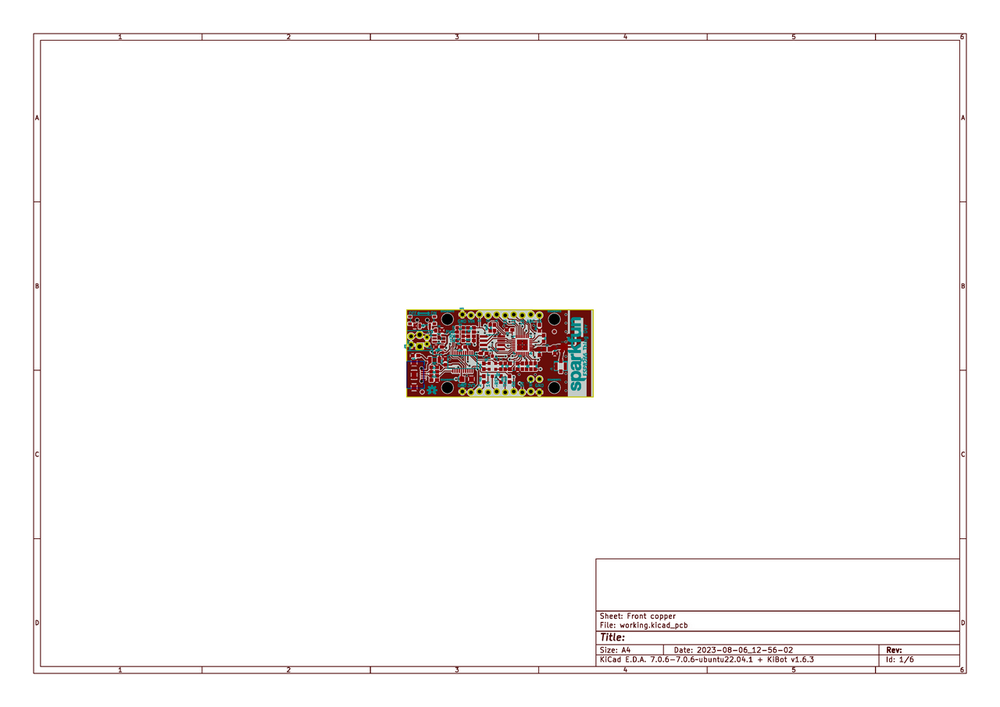 1 2 3 4 5 6
A A
B B
sparkfun
C C
Sheet: Front copper
File: working.kicad_pcb
D D
Title:
Size: A4 Date: 2023-08-06_12-56-02 Rev:
KiCad E.D.A. 7.0.6-7.0.6-ubuntu22.04.1 + KiBot v1.6.3 Id: 1/6
1 2 3 4 5 6